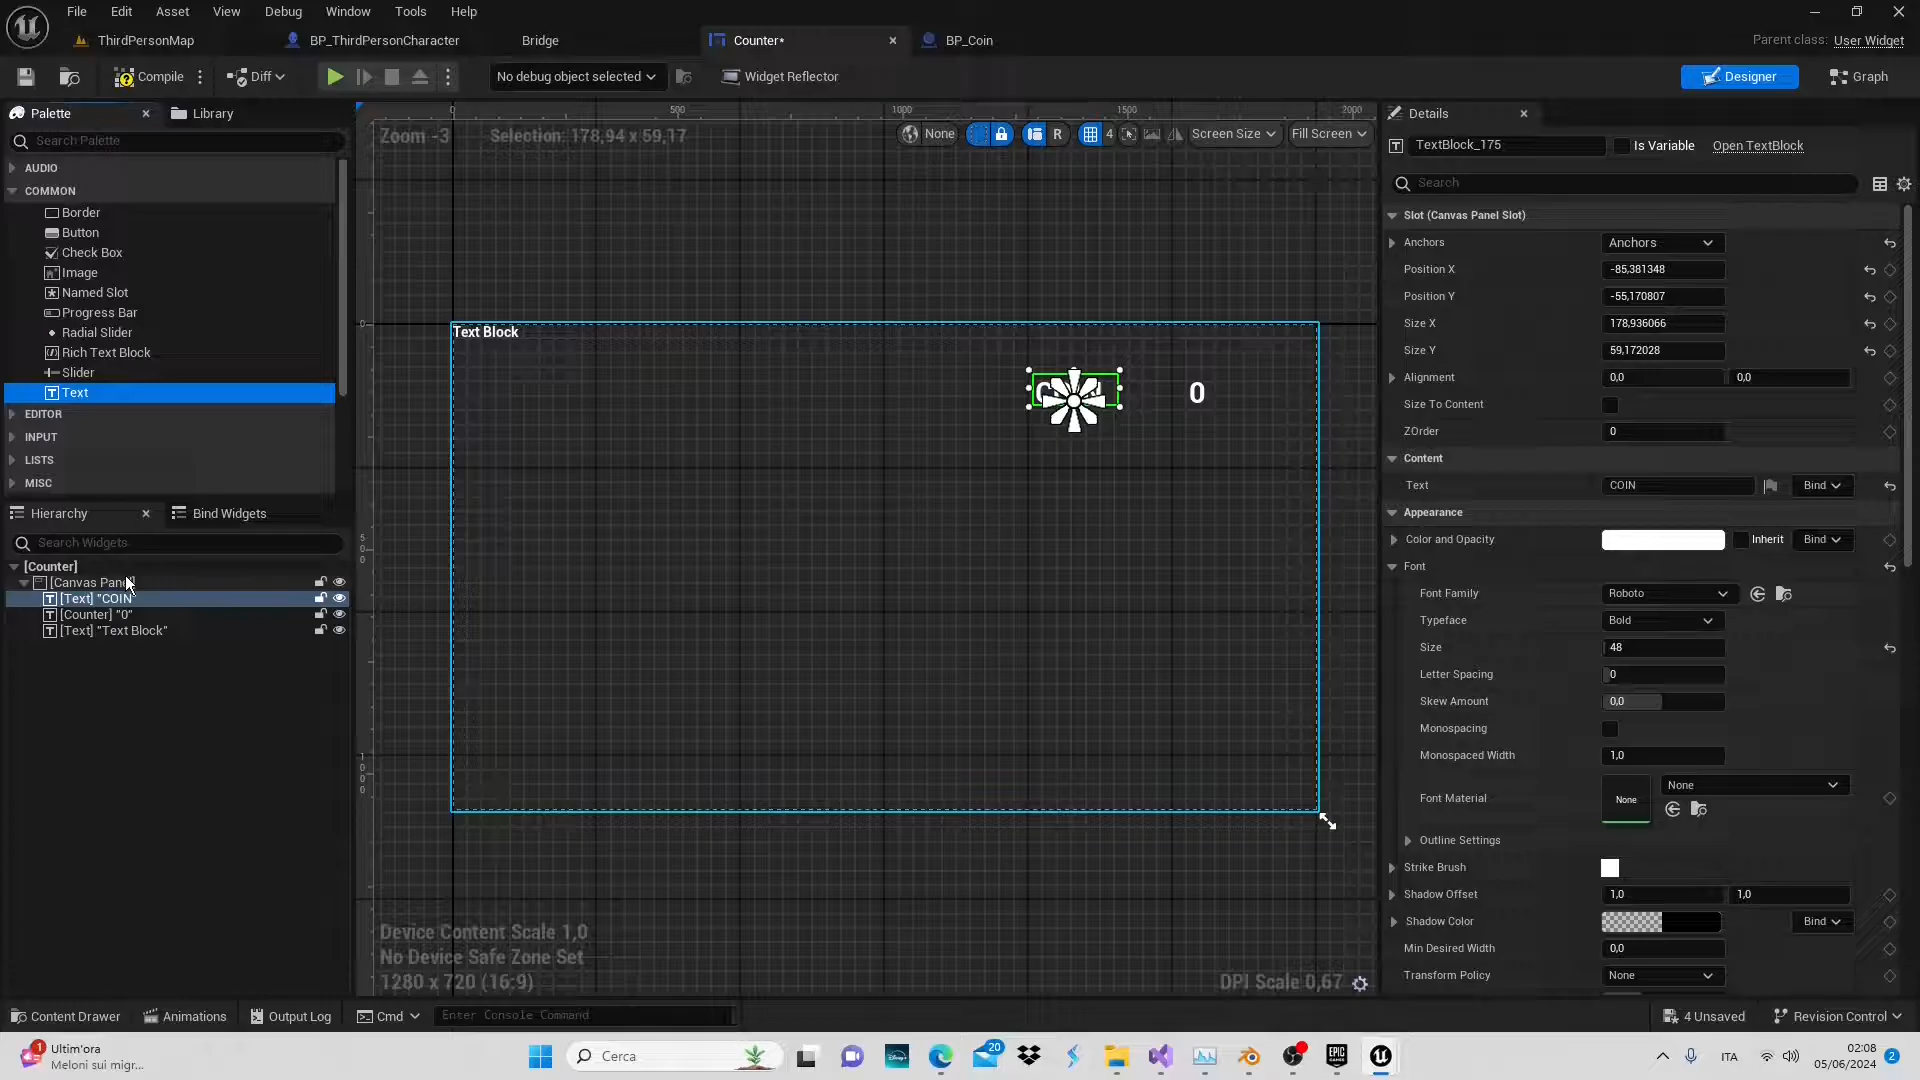 File Edit Asset View Debug Window Tools Help
ThirdPersonMap BP_ThirdPersonCharacter Bridge Counter* BP_Coin Parent class: User Widget
Compile Diff No debug object selected Widget Reflector Designer Graph
Palette Library
Search Palette
AUDIO
COMMON
Border
Button
Check Box
Image
Named Slot
Progress Bar
Radial Slider
Rich Text Block
Slider
Text
EDITOR
INPUT
LISTS
MISC
Hierarchy Bind Widgets
Search Widgets
[Counter]
[Text] "COIN"
[Counter] "0"
[Text] "Text Block"
0 500 1000 1500 2000
Zoom -3 Selection: 178,94 x 59,17 None R 4 Screen Size Fill Screen
0
500
1000
Text Block
0
Device Content Scale 1,0
No Device Safe Zone Set
1280 x 720 (16:9) DPI Scale 0,67
Details
TextBlock_175 Is Variable Open TextBlock
Search
Slot (Canvas Panel Slot)
Anchors Anchors
Position X -85,381348
Position Y -55,170807
Size X 178,936066
Size Y 59,172028
Alignment 0,0 0,0
Size To Content
ZOrder 0
Content
Text COIN Bind
Appearance
Color and Opacity Inherit Bind
Font
Font Family Roboto
Typeface Bold
Size 48
Letter Spacing 0
Skew Amount 0,0
Monospacing
Monospaced Width 1,0
Font Material None None
Outline Settings
Strike Brush
Shadow Offset 1,0 1,0
Shadow Color Bind
Min Desired Width 0,0
Transform Policy None
Content Drawer Animations Output Log Cmd Enter Console Command 4 Unsaved Revision Control
1 Ultim'ora
Meloni sui migr...
Cerca
20
EPIC GAMES
ITA
02:08
05/06/2024
2